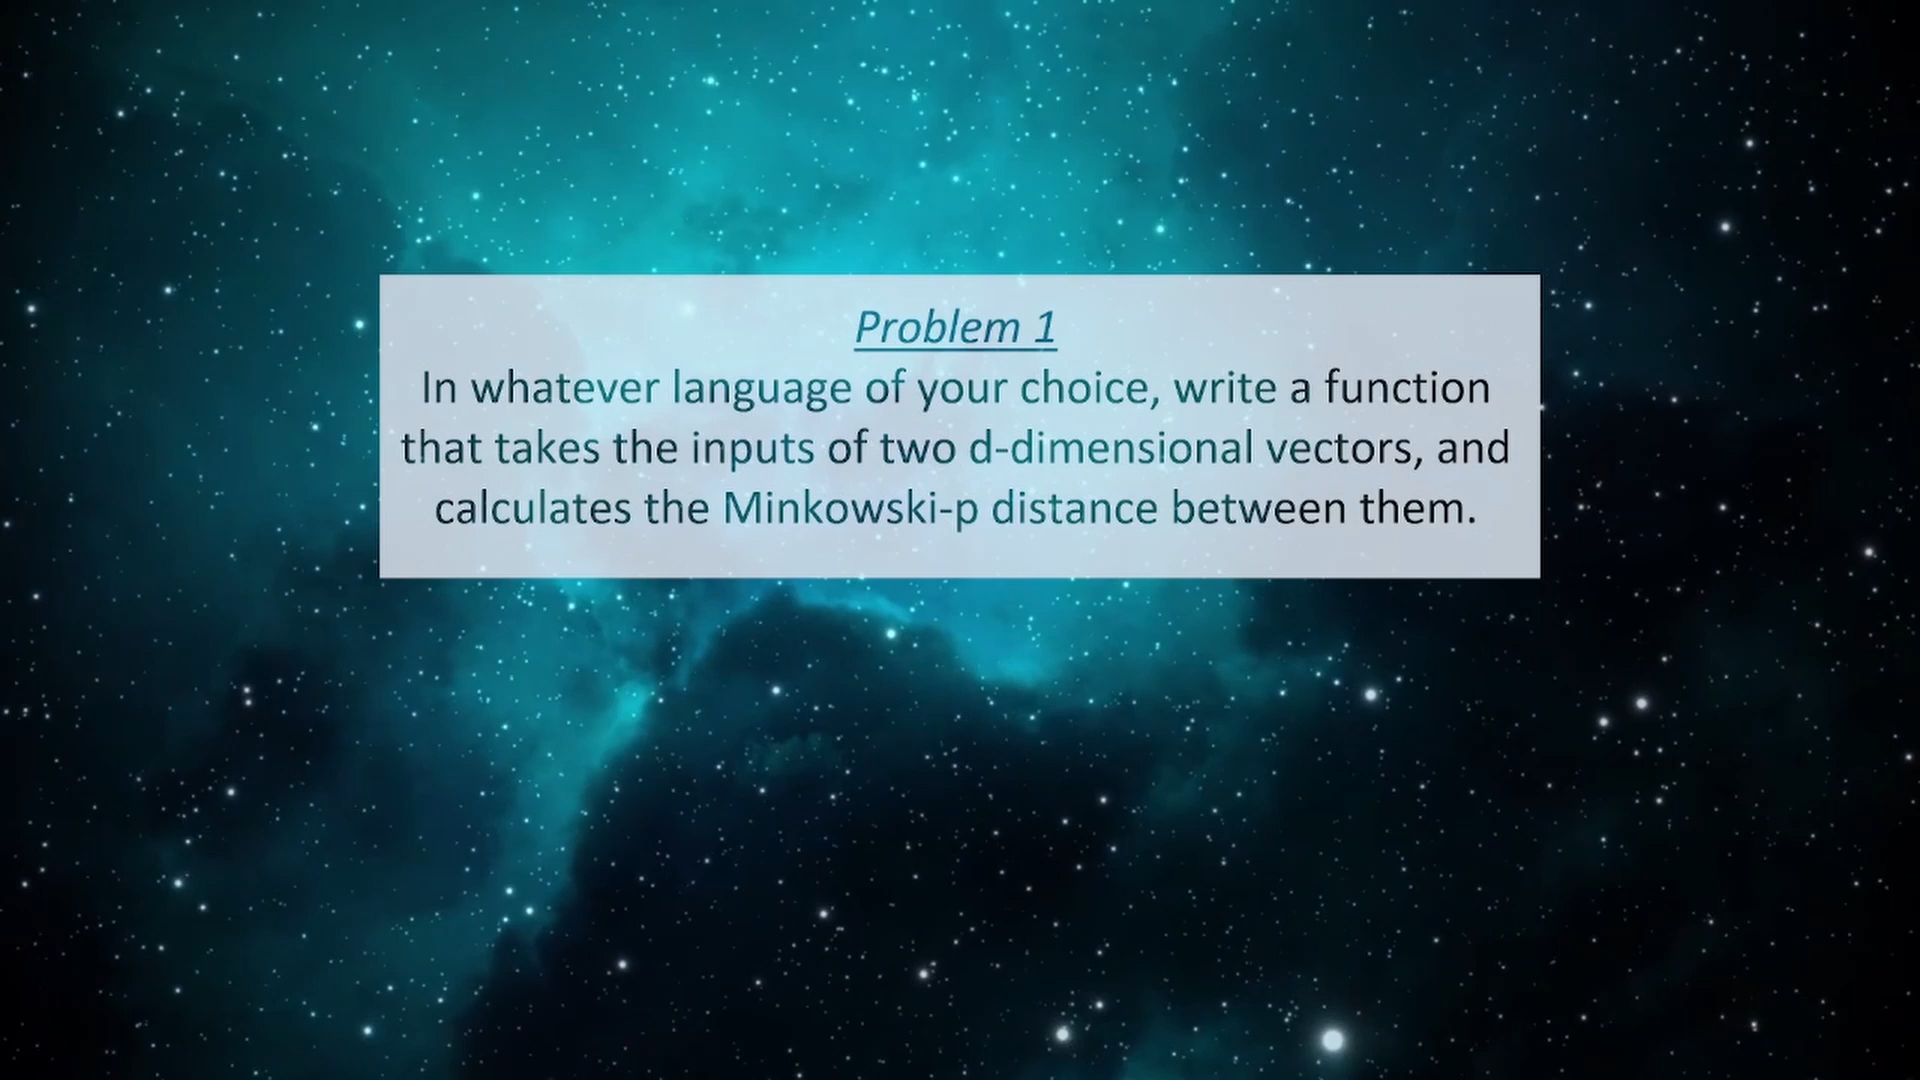 Problem 1
In whatever language of your choice, write a function
that takes the inputs of two d-dimensional vectors, and
calculates the Minkowski-p distance between them.